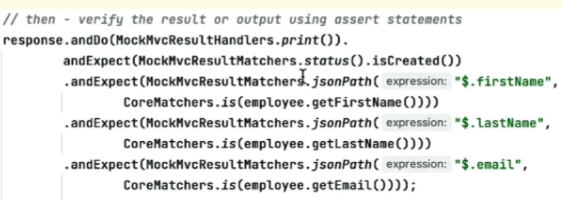 // then - verify the result or output using assert statements
response.andDo(MockMvcResultHandlers.print()).
andExpect(MockMvcResultMatchers.status().isCreated())
.andExpect(MockMvcResultMatchers.jsonPath( expression: "$.firstName",
CoreMatchers.is(employee.getFirstName())))
.andExpect(MockMvcResultMatchers.jsonPath( expression: "$.lastName",
CoreMatchers.is(employee.getLastName())))
.andExpect(MockMvcResultMatchers.jsonPath( expression: "$.email",
CoreMatchers.is(employee.getEmail())));